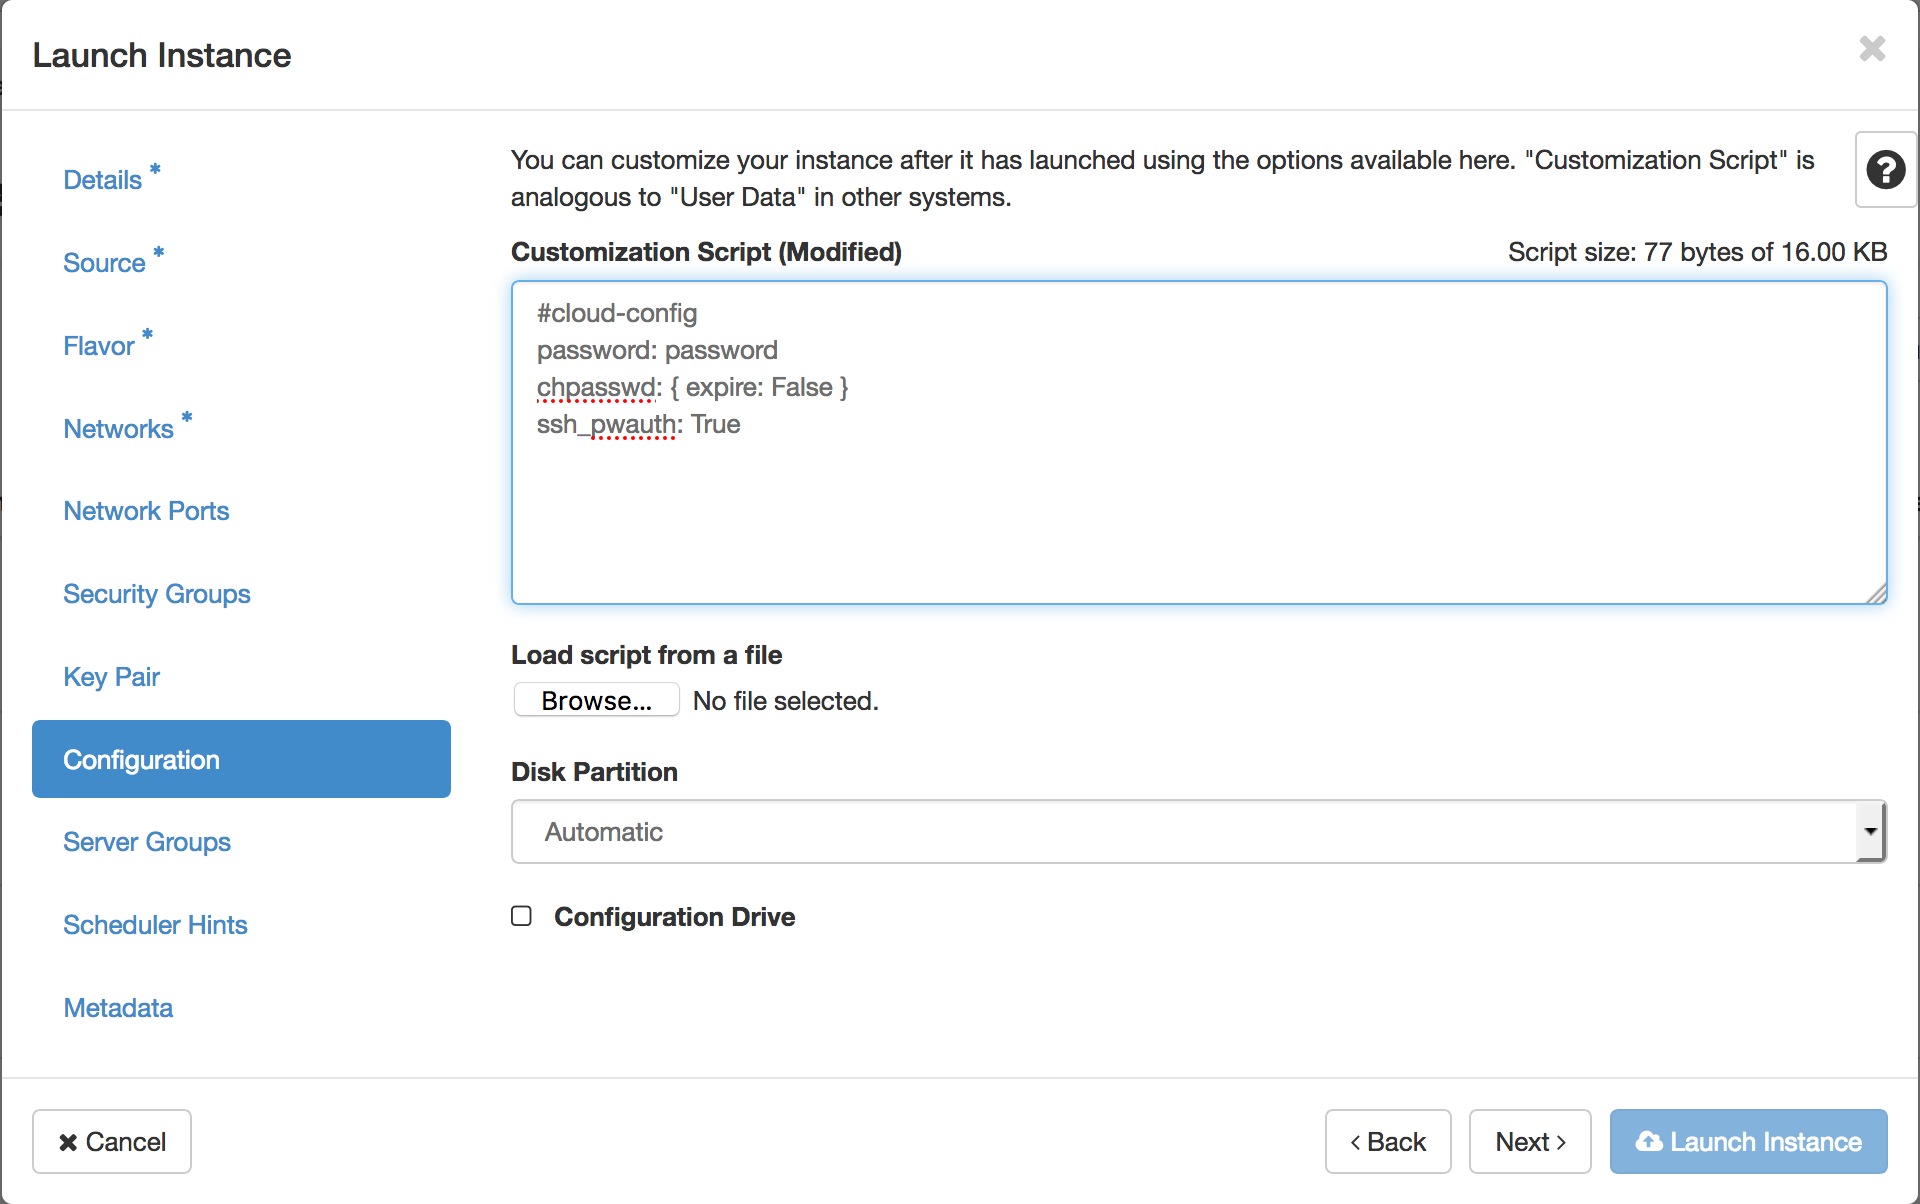 Launch Instance
Details *
Source *
Flavor *
Networks *
Network Ports
Security Groups
Key Pair
Configuration
Server Groups
Scheduler Hints
Metadata
You can customize your instance after it has launched using the options available here. "Customization Script" is
analogous to "User Data" in other systems.
Customization Script (Modified)
Script size: 77 bytes of 16.00 KB
#cloud-config
password: password
chpasswd: { expire: False }
ssh_pwauth: True
Load script from a file
Browse... No file selected.
Disk Partition
Automatic
Configuration Drive
Cancel
Back
Next
Launch Instance